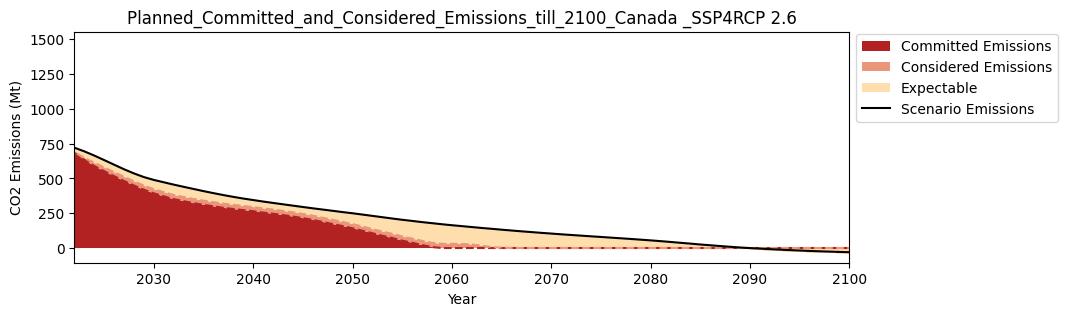 Planned_Committed_and_Considered_Emissions_till_2100_Canada _SSP4RCP 2.6
1500
1250
1000
750
500
250
0
CO2 Emissions (Mt)
2030
2040
2050
2060
2070
2080
2090
2100
Year
Committed Emissions
Considered Emissions
Expectable
Scenario Emissions